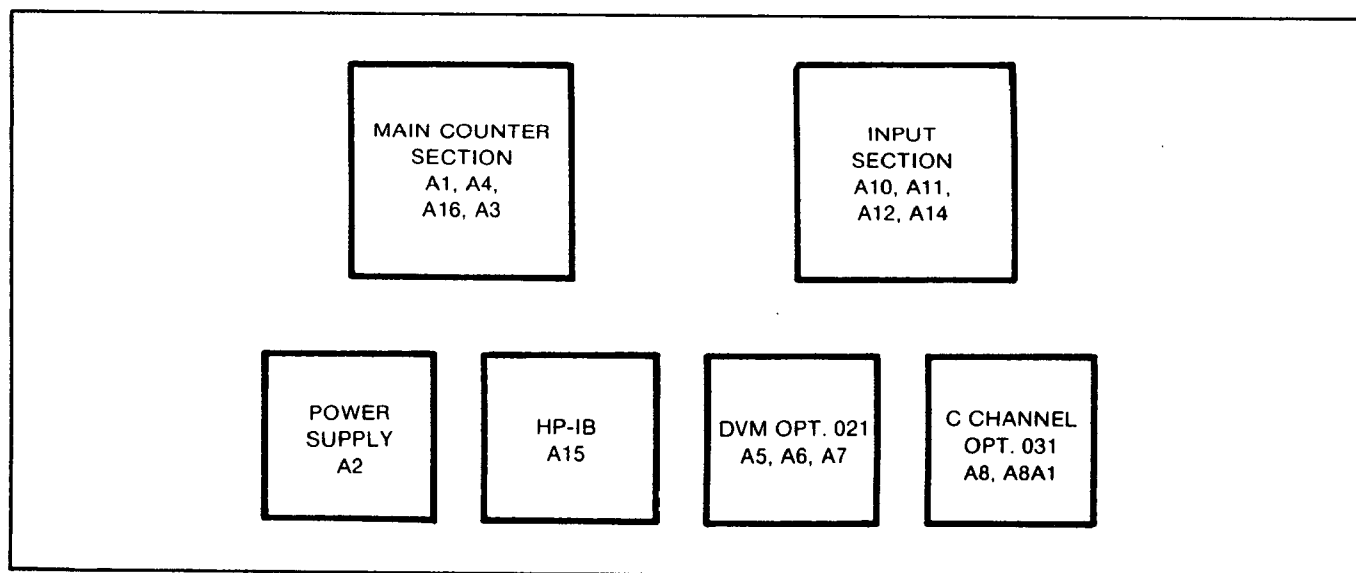 MAIN COUNTER
SECTION
A1, A4,
A16, A3
INPUT
SECTION
A10, A11,
A12, A14
POWER
SUPPLY
A2
HP-IB
A15
DVM OPT. 021
A5, A6, A7
C CHANNEL
OPT. 031
A8, A8A1